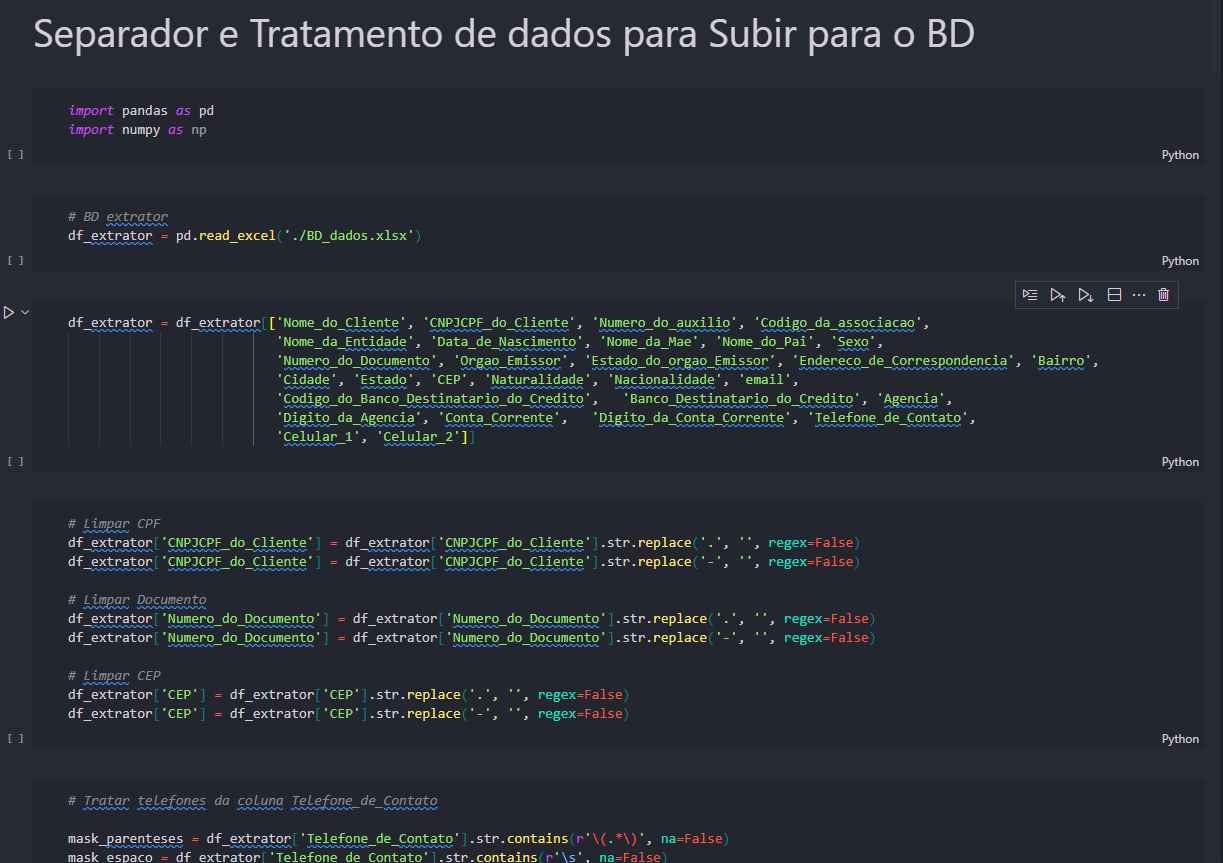 Separador e Tratamento de dados para Subir para o BD
import pandas as pd
import numpy as np
[ ]
Python
# BD extrator
df_extrator = pd.read_excel('./BD_dados.xlsx')
[ ]
Python
df_extrator = df_extrator[['Nome_do_Cliente', 'CNPJCPF_do_Cliente', 'Numero_do_auxilio', 'Codigo_da_associacao',
'Nome_da_Entidade', 'Data_de_Nascimento', 'Nome_da_Mae', 'Nome_do_Pai', 'Sexo',
'Numero_do_Documento', 'Orgao_Emissor', 'Estado_do_orgao_Emissor', 'Endereco_de_Correspondencia', 'Bairro',
'Cidade', 'Estado', 'CEP', 'Naturalidade', 'Nacionalidade', 'email',
'Codigo_do_Banco_Destinatario_do_Credito', 'Banco_Destinatario_do_Credito', 'Agencia',
'Digito_da_Agencia', 'Conta_Corrente', 'Digito_da_Conta_Corrente', 'Telefone_de_Contato',
'Celular_1', 'Celular_2']]
[ ]
Python
# Limpar CPF
df_extrator['CNPJCPF_do_Cliente'] = df_extrator['CNPJCPF_do_Cliente'].str.replace('.', '', regex=False)
df_extrator['CNPJCPF_do_Cliente'] = df_extrator['CNPJCPF_do_Cliente'].str.replace('-', '', regex=False)
# Limpar Documento
df_extrator['Numero_do_Documento'] = df_extrator['Numero_do_Documento'].str.replace('.', '', regex=False)
df_extrator['Numero_do_Documento'] = df_extrator['Numero_do_Documento'].str.replace('-', '', regex=False)
# Limpar CEP
df_extrator['CEP'] = df_extrator['CEP'].str.replace('.', '', regex=False)
df_extrator['CEP'] = df_extrator['CEP'].str.replace('-', '', regex=False)
[ ]
Python
# Tratar telefones da coluna Telefone_de_Contato
mask_parenteses = df_extrator['Telefone_de_Contato'].str.contains(r'\(.*\)', na=False)
mask_espaco = df_extrator['Telefone_de_Contato'].str.contains(r'\s', na=False)